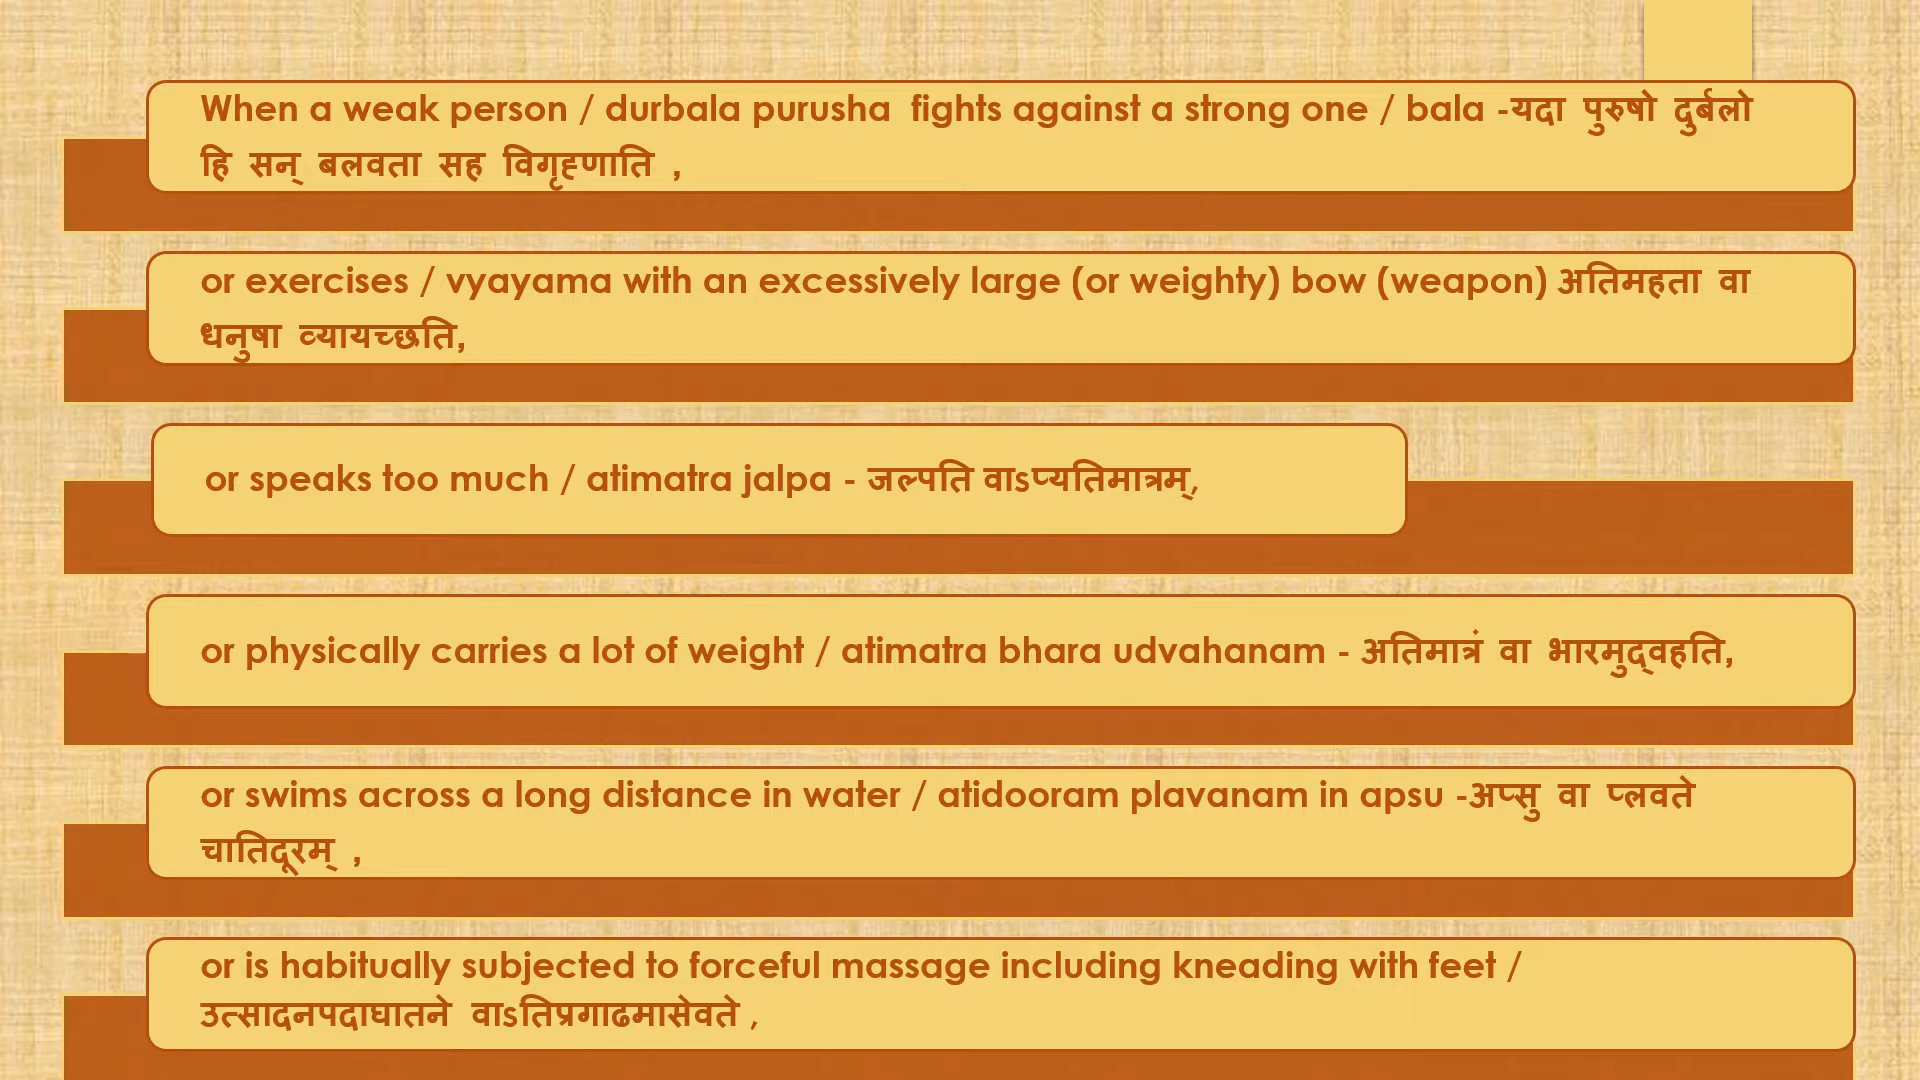 When a weak person / durbala purusha fights against a strong one / bala -यदा पुरुषो दुर्बलो
हि सन् बलवता सह विगृह्णाति ,
or exercises / vyayama with an excessively large (or weighty) bow (weapon) अतिमहता वा
धनुषा व्यायच्छति,
or speaks too much / atimatra jalpa - जल्पति वाऽप्यतिमात्रम्,
or physically carries a lot of weight / atimatra bhara udvahanam - अतिमात्रं वा भारमुद्वहति,
or swims across a long distance in water / atidooram plavanam in apsu -अप्सु वा प्लवते
चातिदूरम् ,
or is habitually subjected to forceful massage including kneading with feet /
उत्सादनपदाघातने वाऽतिप्रगाढमासेवते ,